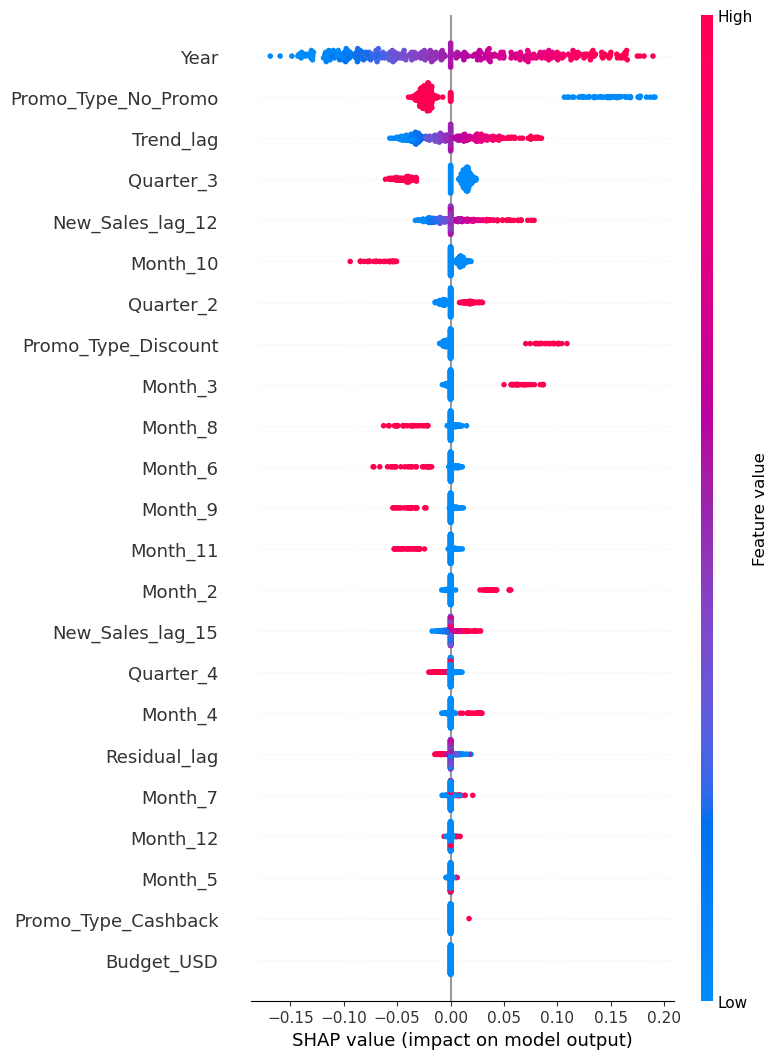 High
Year
Promo_Type_No_Promo
Trend_lag
Quarter_3
New_Sales_lag_12
Month_10
Quarter_2
Promo_Type_Discount
Month_3
Month_8
Month_6
Month_9
Month_11
Month_2
New_Sales_lag_15
Quarter_4
Month_4
Residual_lag
Month_7
Month_12
Month_5
Promo_Type_Cashback
Budget_USD
Feature value
Low
−0.15 −0.10 −0.05 0.00 0.05 0.10 0.15 0.20
SHAP value (impact on model output)